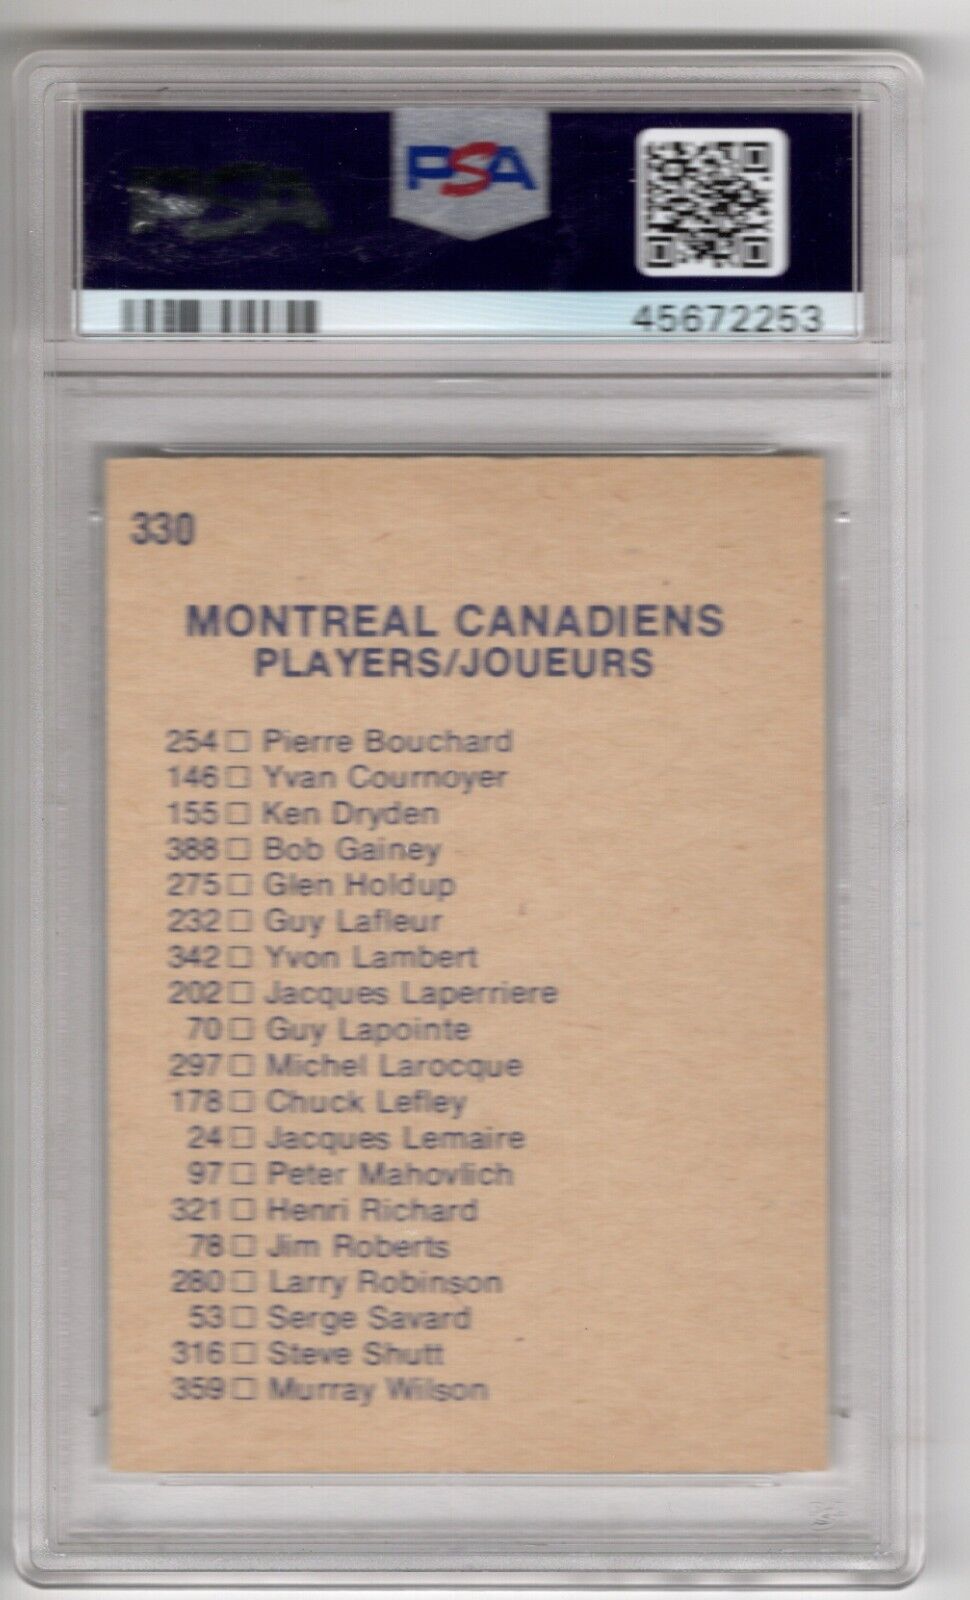 PSA
PSA
45672253
330
MONTREAL CANADIENS
PLAYERS/JOUEURS
254 □ Pierre Bouchard
146 □ Yvan Cournoyer
155 □ Ken Dryden
388 □ Bob Gainey
275 □ Glen Holdup
232 □ Guy Lafleur
342 □ Yvon Lambert
202 □ Jacques Laperriere
70 □ Guy Lapointe
297 □ Michel Larocque
178 □ Chuck Lefley
24 □ Jacques Lemaire
97 □ Peter Mahovlich
321 □ Henri Richard
78 □ Jim Roberts
280 □ Larry Robinson
53 □ Serge Savard
316 □ Steve Shutt
359 □ Murray Wilson